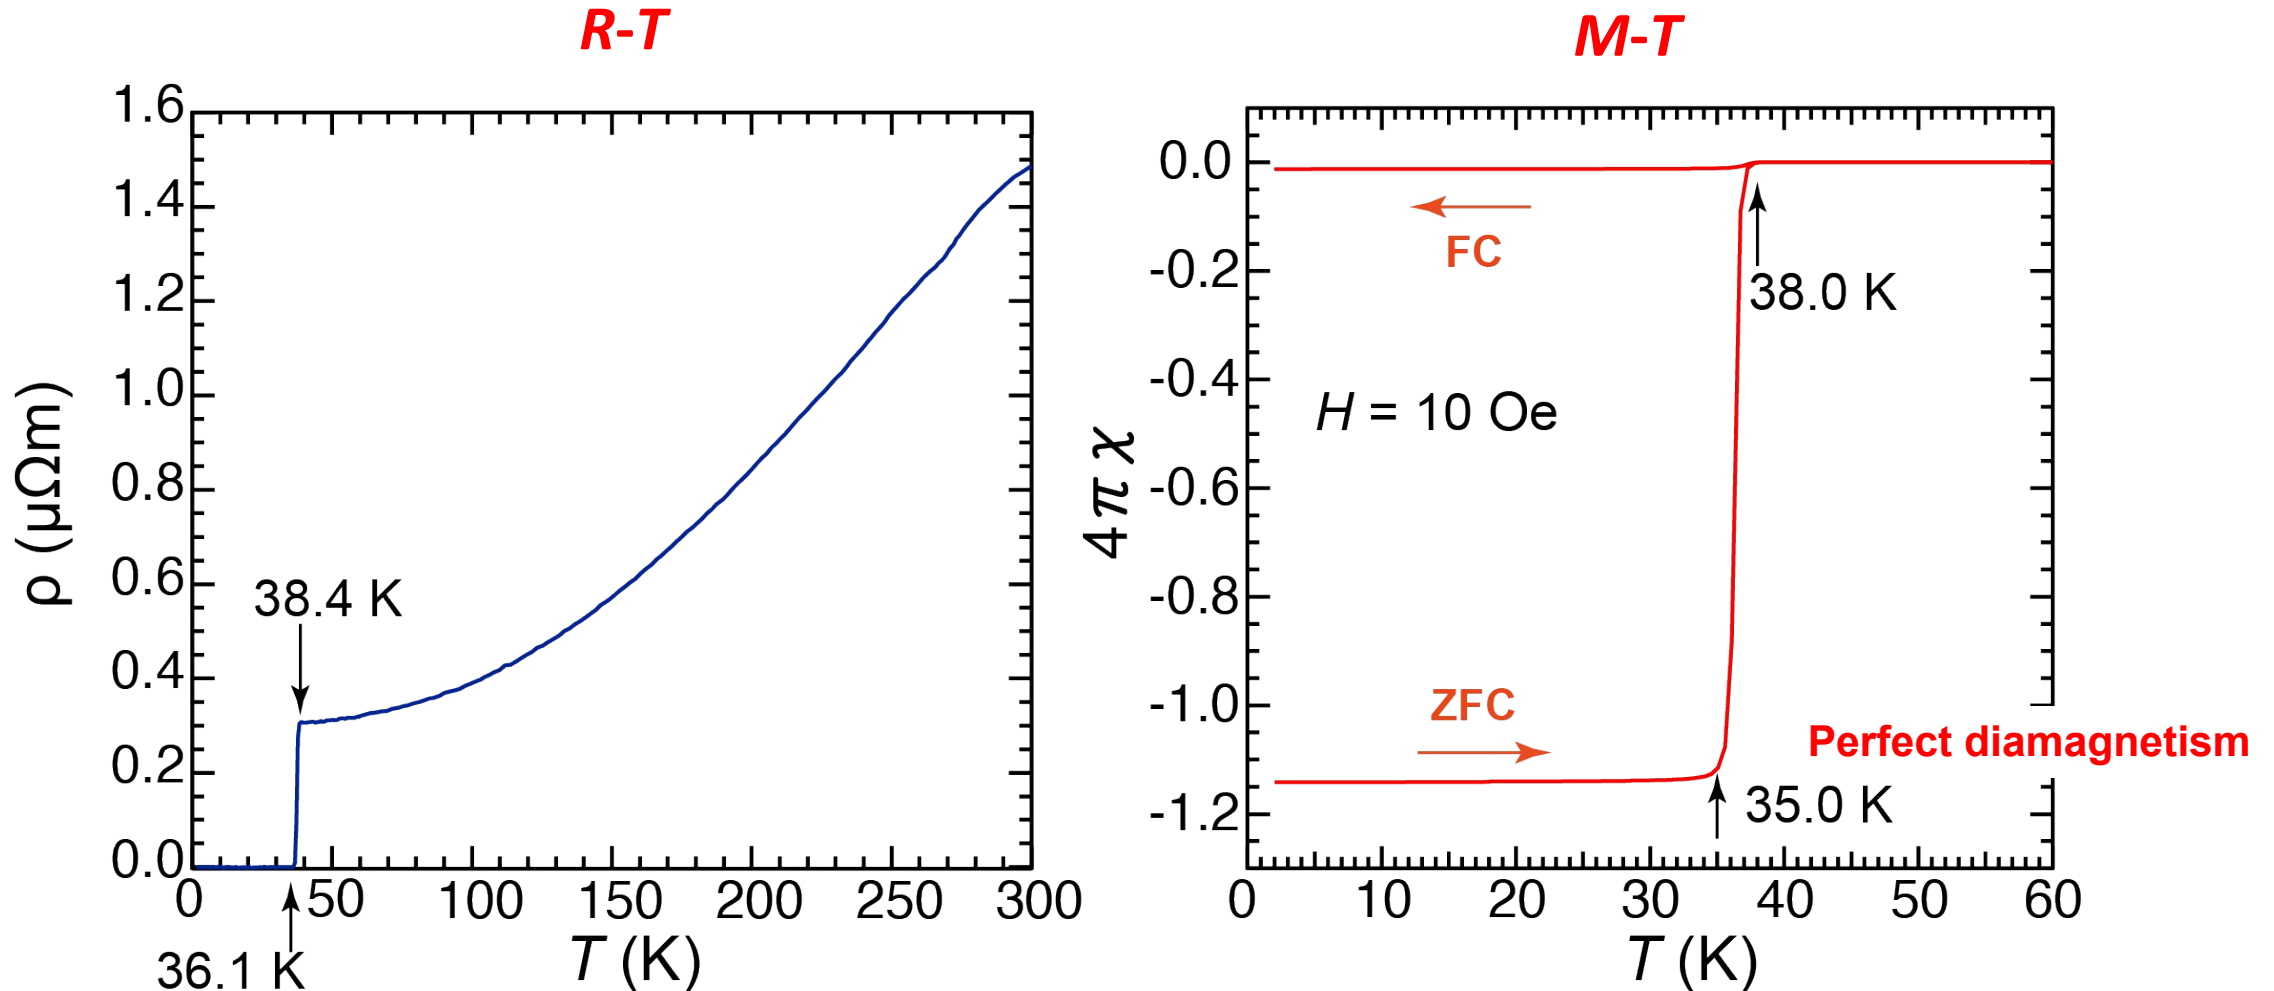 R-T
1.6
1.4
1.2
1.0
0.8
0.6
0.4
0.2
0.0
ρ (μΩm)
38.4 K
36.1 K
0 50 100 150 200 250 300
T (K)
M-T
0.0
-0.2
-0.4
-0.6
-0.8
-1.0
-1.2
4π χ
FC
38.0 K
H = 10 Oe
ZFC
Perfect diamagnetism
35.0 K
0 10 20 30 40 50 60
T (K)